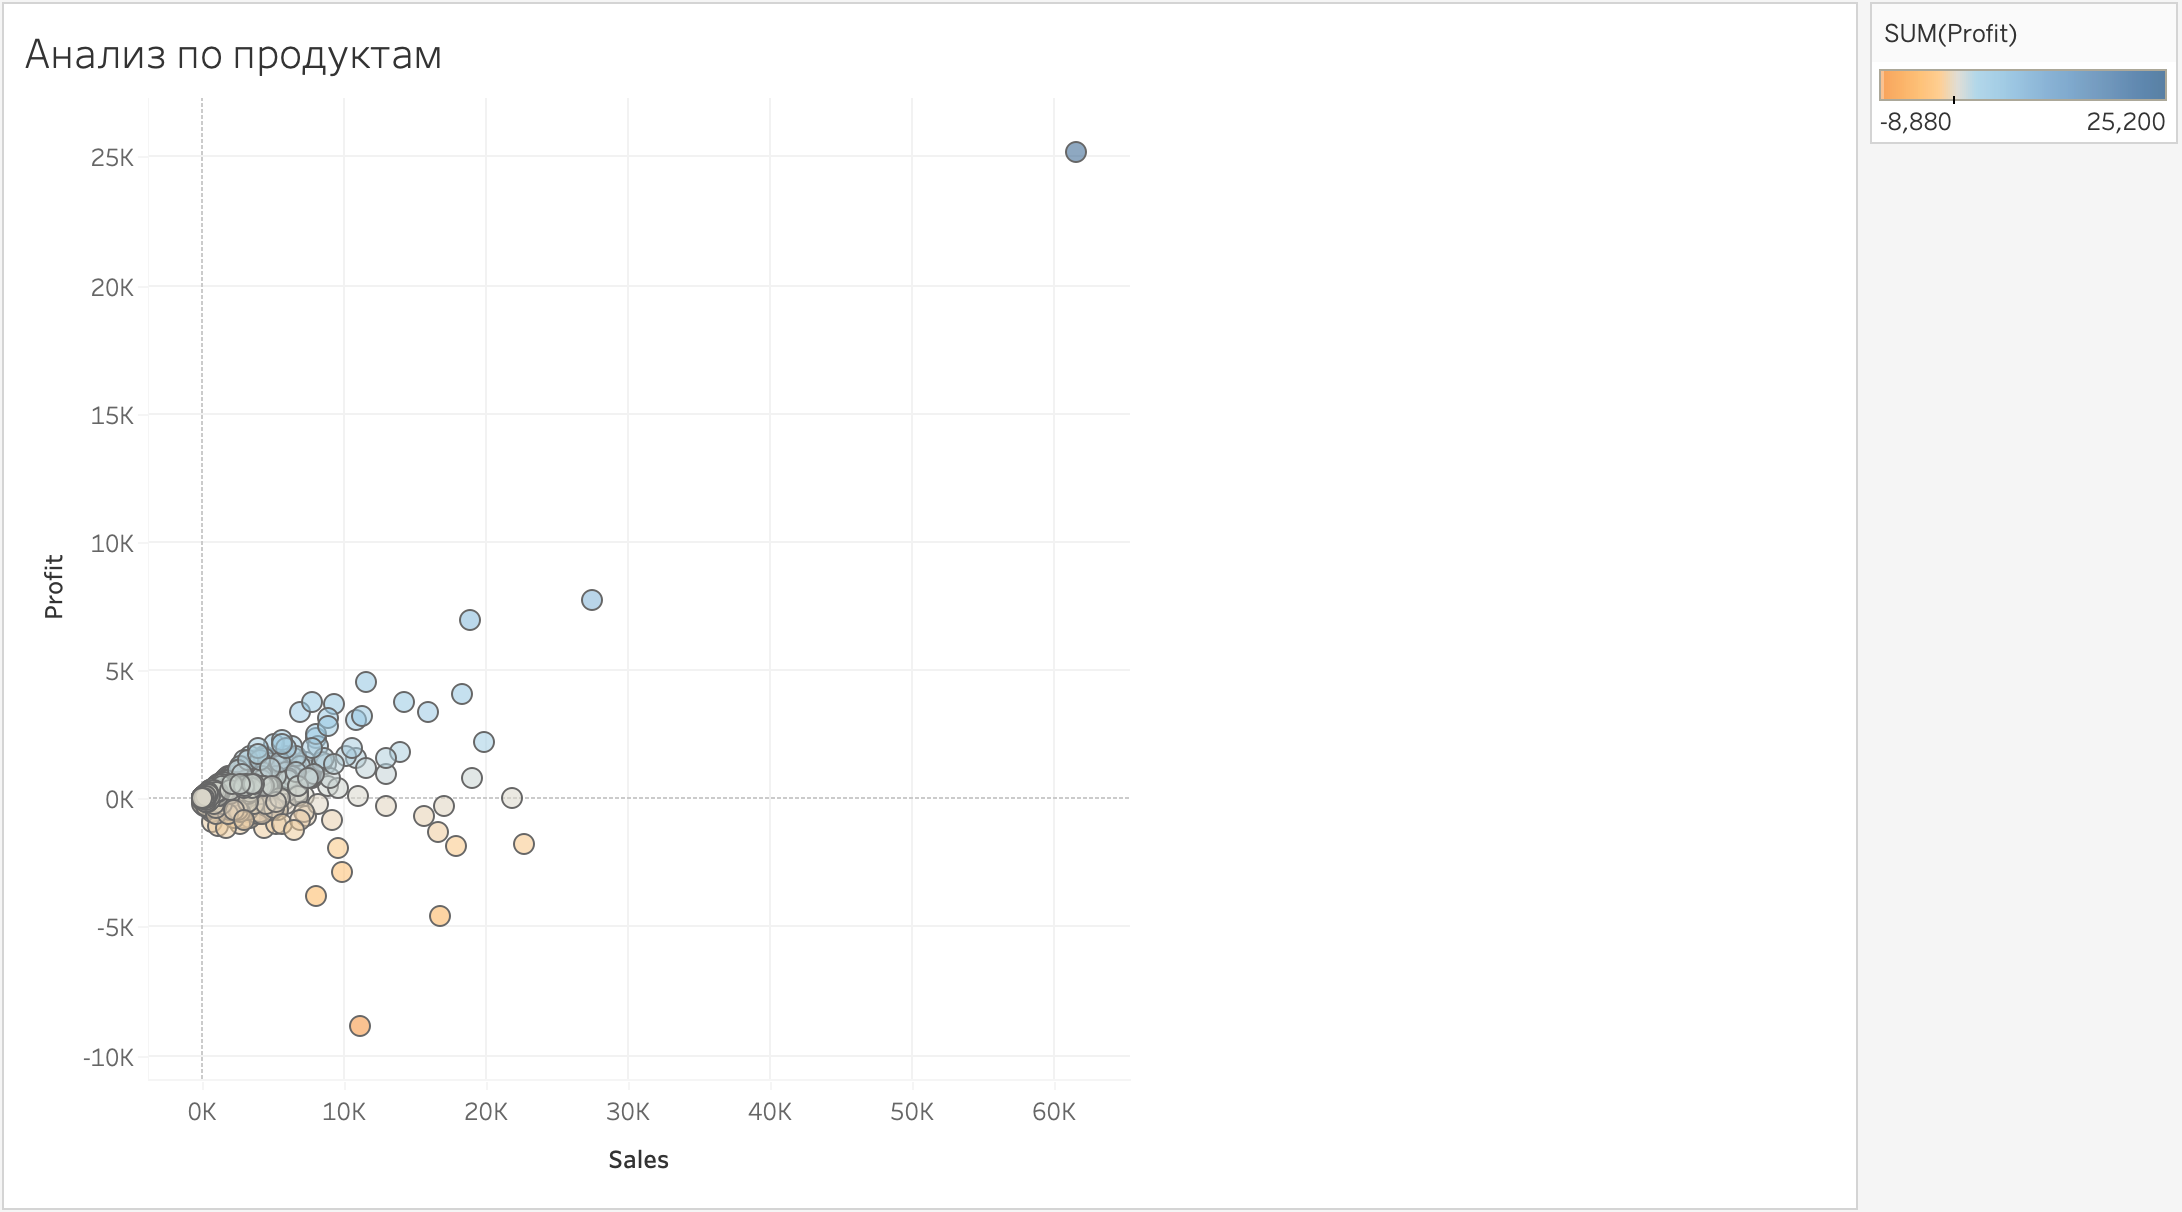 Анализ по продуктам
SUM(Profit)
-8,880
25,200
25K
20K
15K
10K
5K
0K
-5K
-10K
Profit
0K
10K
20K
30K
40K
50K
60K
Sales